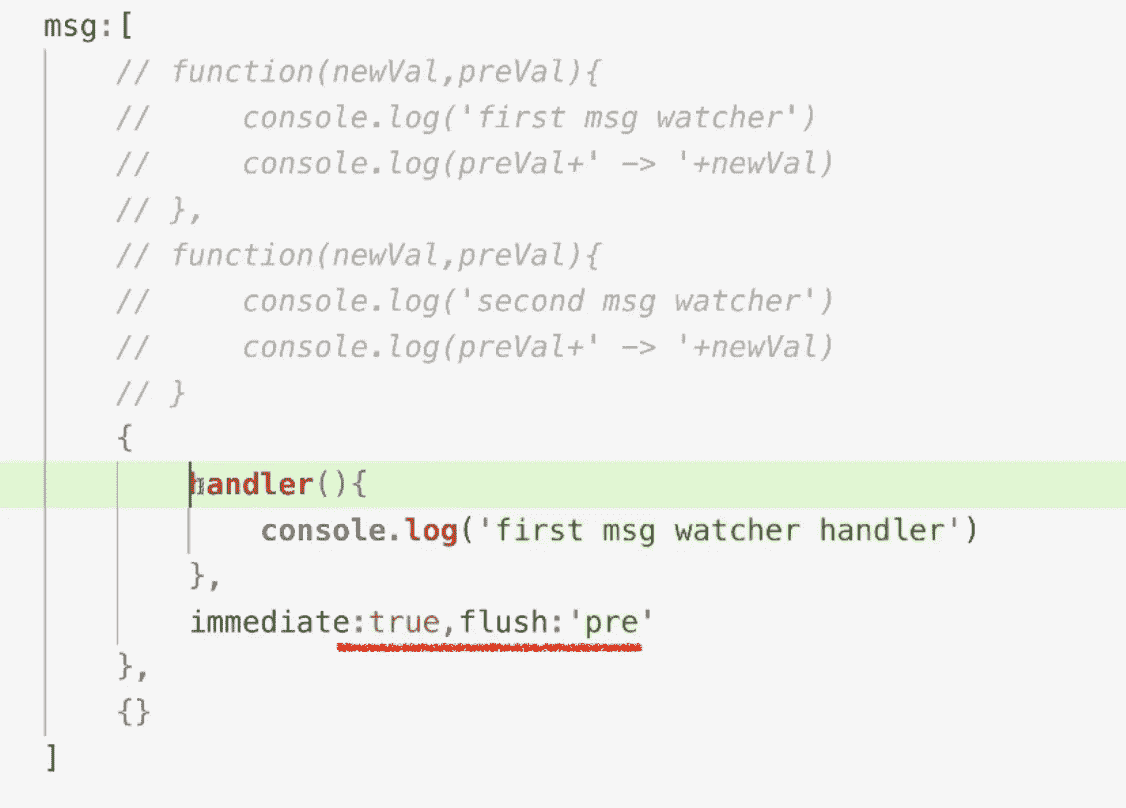 msg:[
// function(newVal,preVal){
//     console.log('first msg watcher')
//     console.log(preVal+' -> '+newVal)
// },
// function(newVal,preVal){
//     console.log('second msg watcher')
//     console.log(preVal+' -> '+newVal)
// }
{
handler(){
console.log('first msg watcher handler')
},
immediate:true,flush:'pre'
},
{}
]